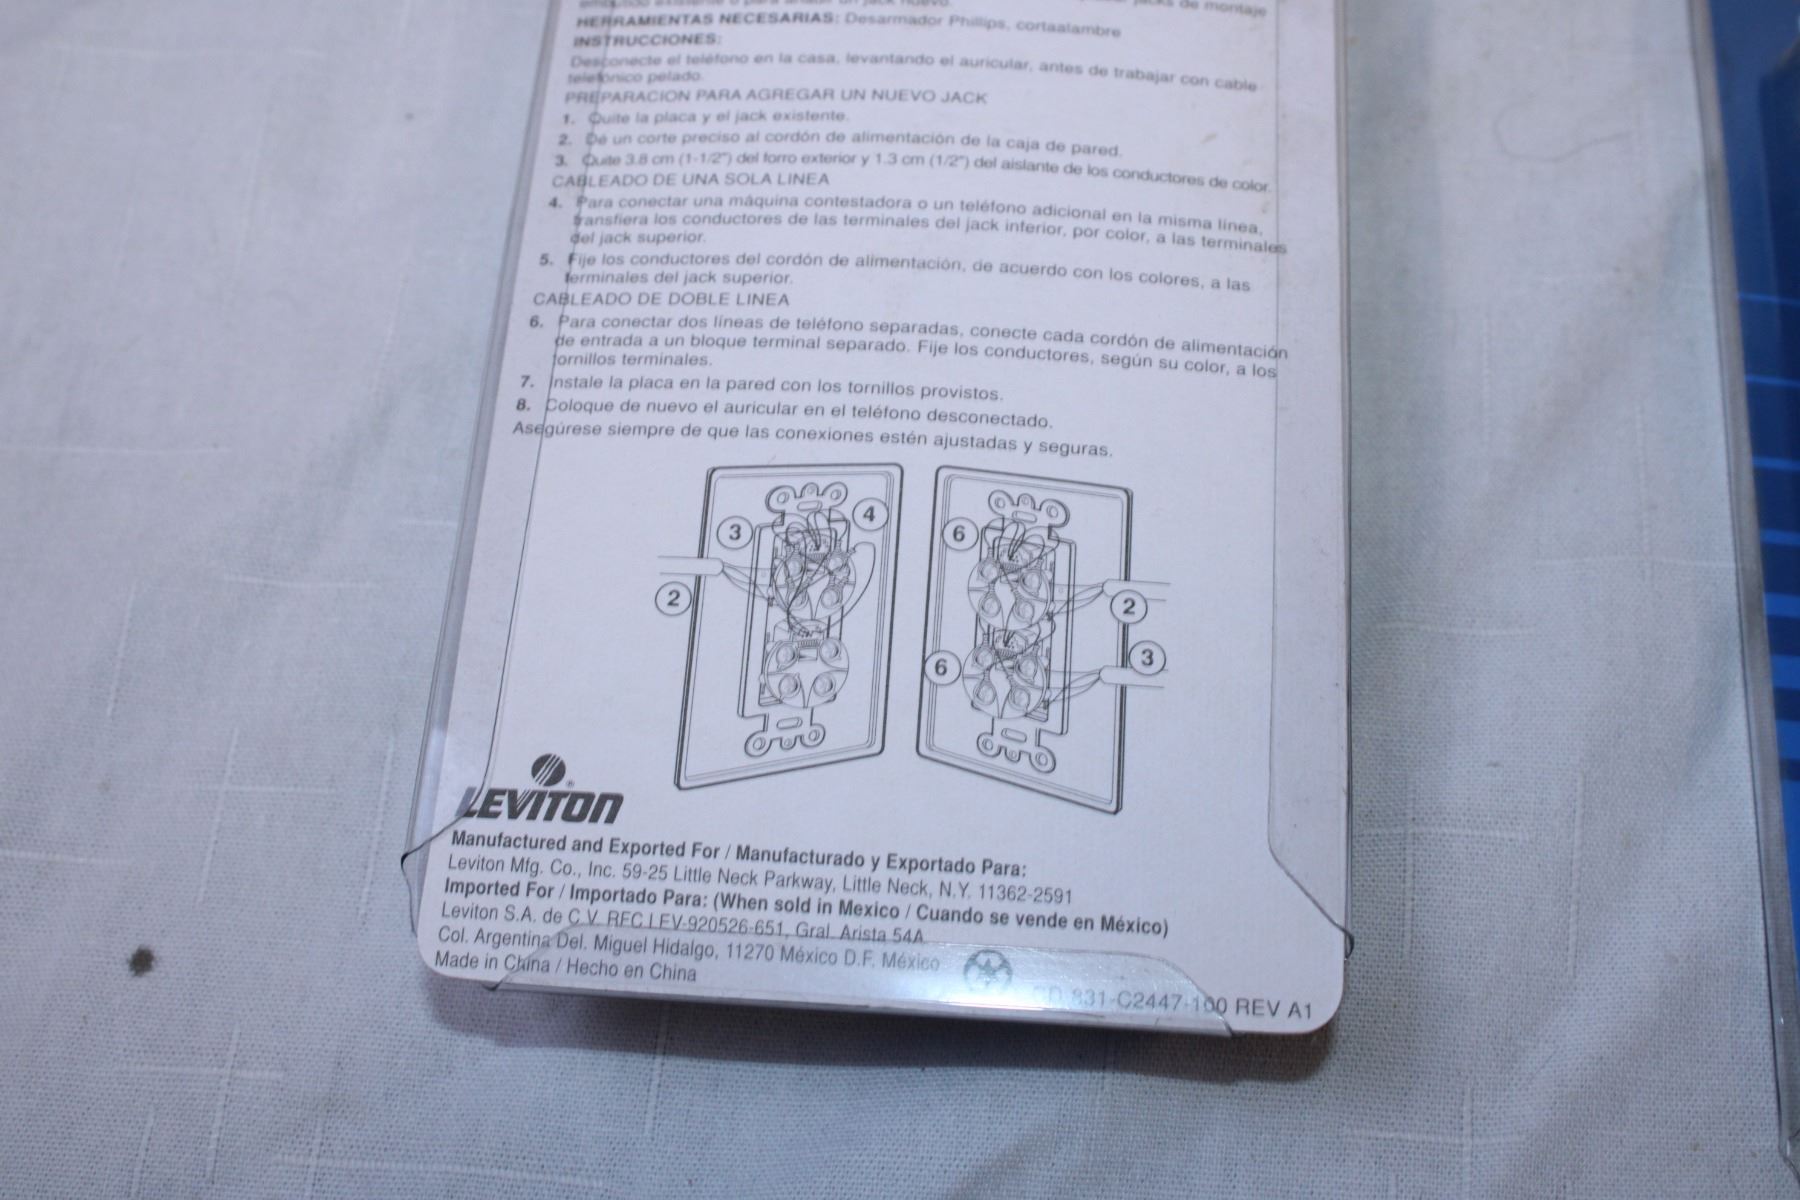 jacks de montaje
HERRAMIENTAS NECESARIAS: Desarmador Phillips, cortaalambre
INSTRUCCIONES:
Desconecte el teléfono en la casa, levantando el auricular, antes de trabajar con cable
telefónico pelado.
PREPARACION PARA AGREGAR UN NUEVO JACK
1. Quite la placa y el jack existente.
2. Dé un corte preciso al cordón de alimentación de la caja de pared.
3. Quite 3.8 cm (1-1/2") del forro exterior y 1.3 cm (1/2") del aislante de los conductores de color.
CABLEADO DE UNA SOLA LINEA
4. Para conectar una máquina contestadora o un teléfono adicional en la misma línea,
transfiera los conductores de las terminales del jack inferior, por color, a las terminales
del jack superior.
5. Fije los conductores del cordón de alimentación, de acuerdo con los colores, a las
terminales del jack superior.
CABLEADO DE DOBLE LINEA
6. Para conectar dos líneas de teléfono separadas, conecte cada cordón de alimentación
de entrada a un bloque terminal separado. Fije los conductores, según su color, a los
tornillos terminales.
7. Instale la placa en la pared con los tornillos provistos.
8. Coloque de nuevo el auricular en el teléfono desconectado.
Asegúrese siempre de que las conexiones estén ajustadas y seguras.
3
4
2
6
6
2
3
LEVITON®
Manufactured and Exported For / Manufacturado y Exportado Para:
Leviton Mfg. Co., Inc. 59-25 Little Neck Parkway, Little Neck, N.Y. 11362-2591
Imported For / Importado Para: (When sold in Mexico / Cuando se vende en México)
Leviton S.A. de C.V. RFC LEV-920526-651, Gral. Arista 54A
Col. Argentina Del. Miguel Hidalgo, 11270 México D.F. México
Made in China / Hecho en China
831-C2447-100 REV A1